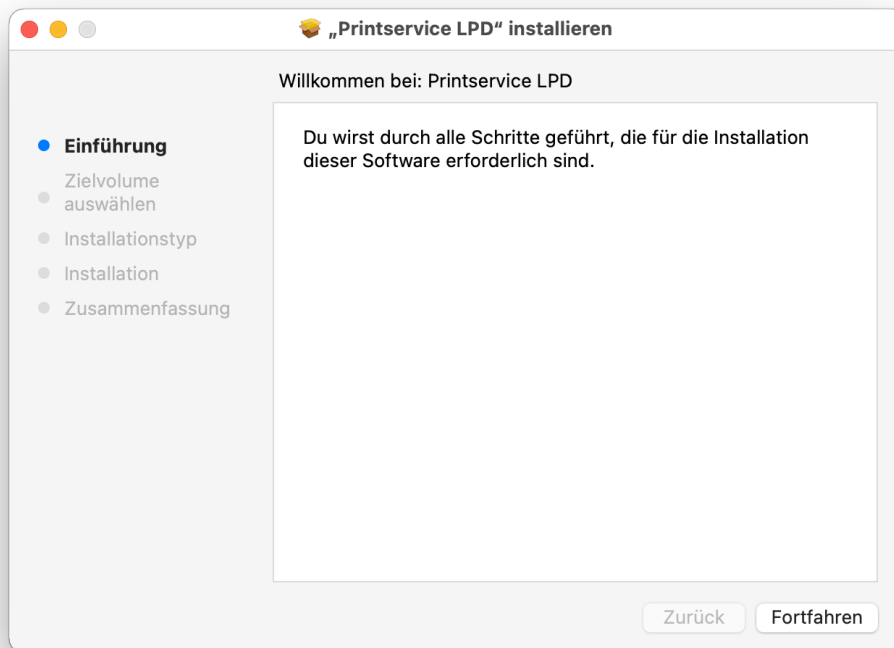 „Printservice LPD“ installieren
Willkommen bei: Printservice LPD
Einführung
Zielvolume
auswählen
Installationstyp
Installation
Zusammenfassung
Du wirst durch alle Schritte geführt, die für die Installation
dieser Software erforderlich sind.
Zurück
Fortfahren